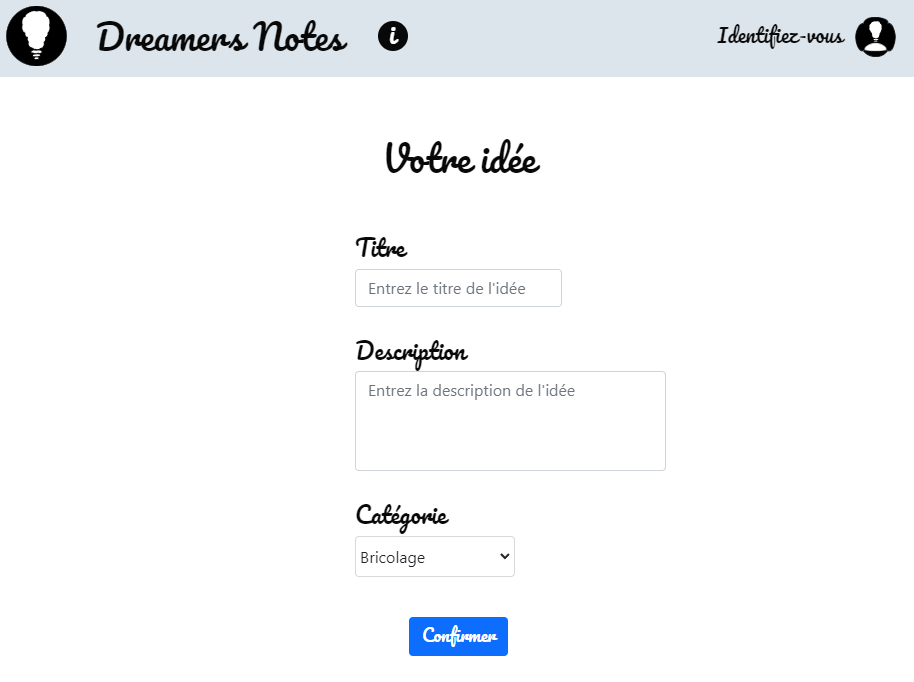 Dreamers Notes i Identifiez-vous
Votre idée
Titre
Entrez le titre de l'idée
Description
Entrez la description de l'idée
Catégorie
Bricolage
Confirmer